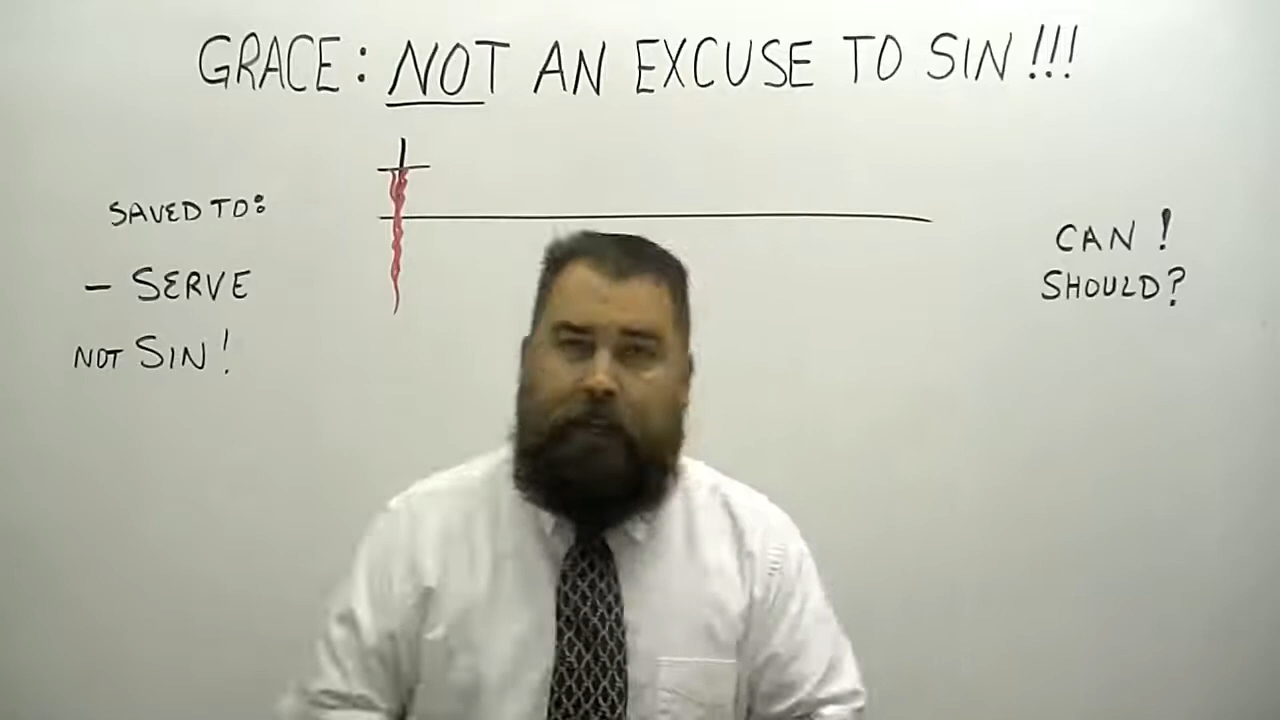 GRACE: NOT AN EXCUSE TO SIN!!!
SAVED TO:
- SERVE
NOT SIN!
CAN!
SHOULD?